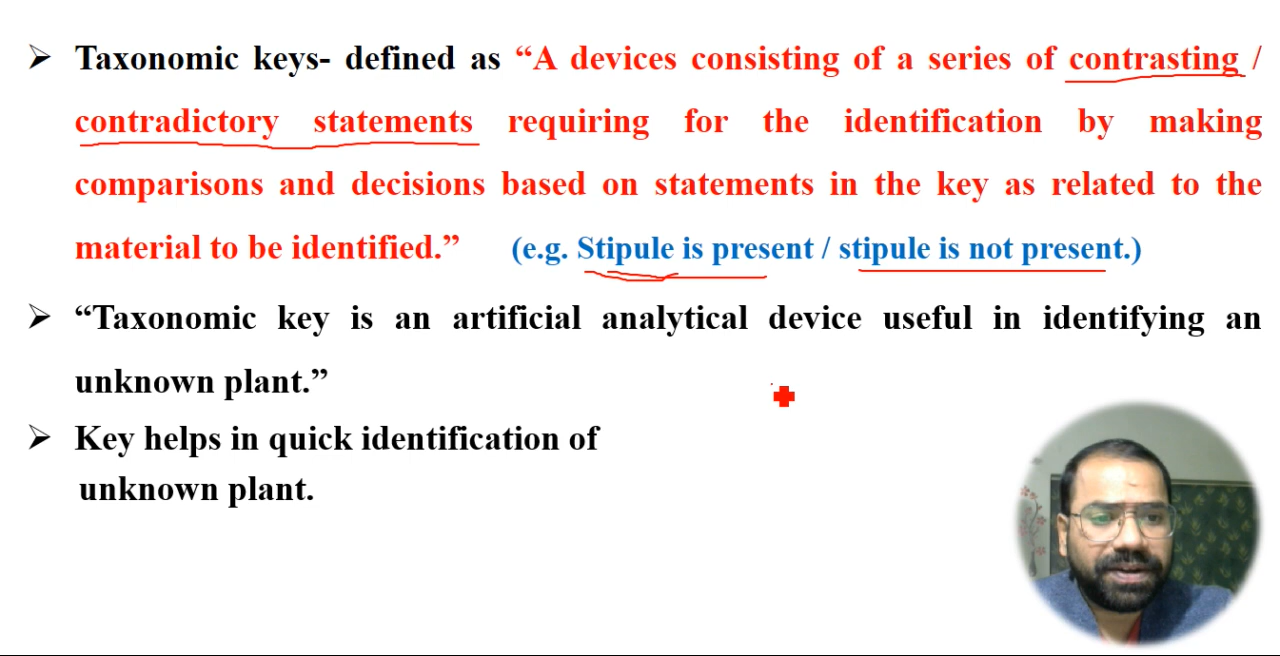 ➢ Taxonomic keys- defined as “A devices consisting of a series of contrasting /
contradictory statements requiring for the identification by making
comparisons and decisions based on statements in the key as related to the
material to be identified.” (e.g. Stipule is present / stipule is not present.)
➢ “Taxonomic key is an artificial analytical device useful in identifying an
unknown plant.”
➢ Key helps in quick identification of
unknown plant.